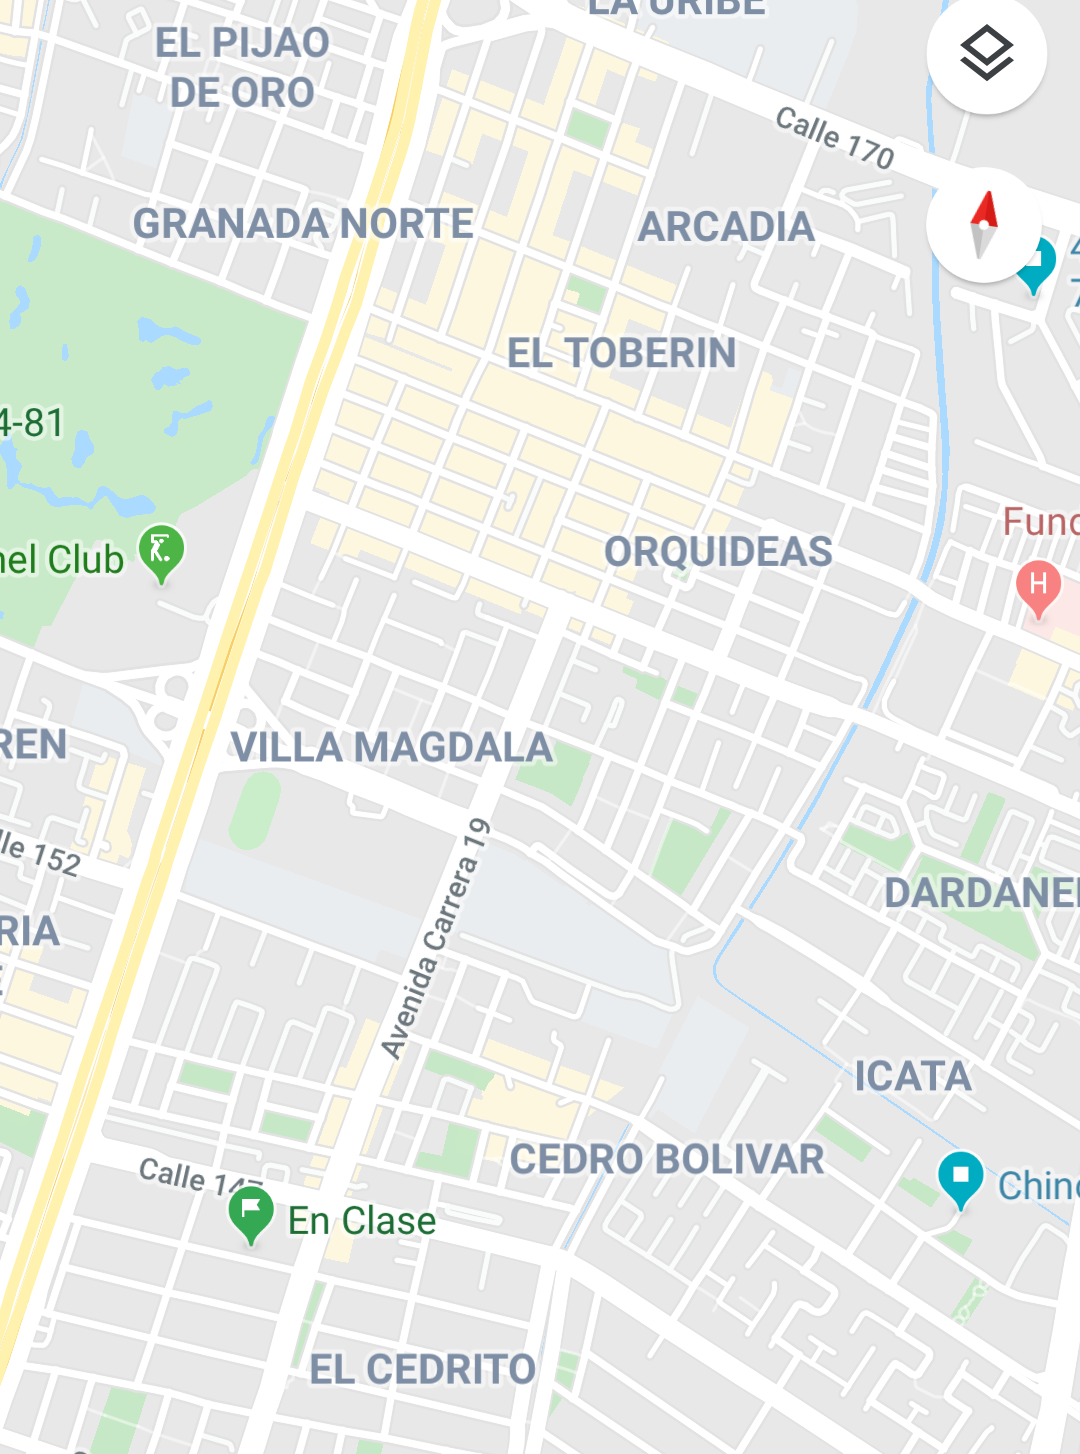 LA URIBE
EL PIJAO
DE ORO
Calle 170
GRANADA NORTE
ARCADIA
EL TOBERIN
4-81
Func
ORQUIDEAS
nel Club
H
REN
VILLA MAGDALA
lle 152
Avenida Carrera 19
DARDANE
RIA
ICATA
CEDRO BOLIVAR
Calle 147
Chin
En Clase
EL CEDRITO